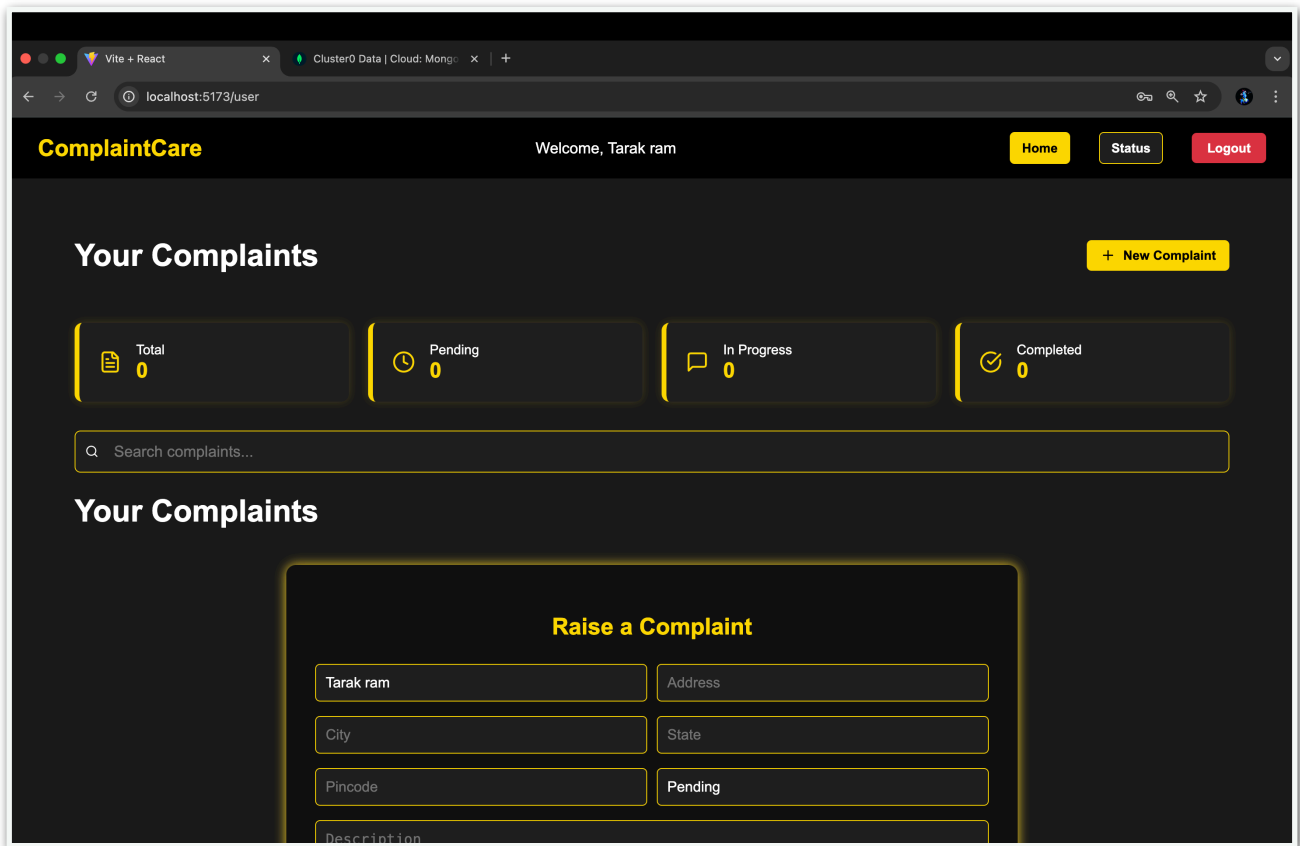 Vite + React
Cluster0 Data | Cloud: Mongo
localhost:5173/user
ComplaintCare
Welcome, Tarak ram
Home
Status
Logout
Your Complaints
+ New Complaint
Total
0
Pending
0
In Progress
0
Completed
0
Search complaints...
Your Complaints
Raise a Complaint
Tarak ram
Address
City
State
Pincode
Pending
Description